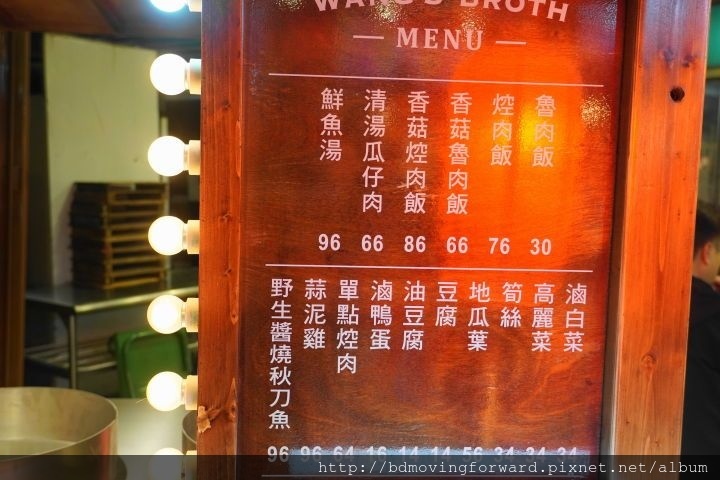 WANG'S BROTH
MENU
魯肉飯 30
焢肉飯 76
香菇魯肉飯 66
香菇焢肉飯 86
清湯瓜仔肉 66
鮮魚湯 96
滷白菜 34
高麗菜 34
筍絲 34
地瓜葉 56
豆腐 14
油豆腐 14
滷鴨蛋 16
單點焢肉 64
蒜泥雞 96
野生醬燒秋刀魚 96
http://bdmovingforward.pixnet.net/album